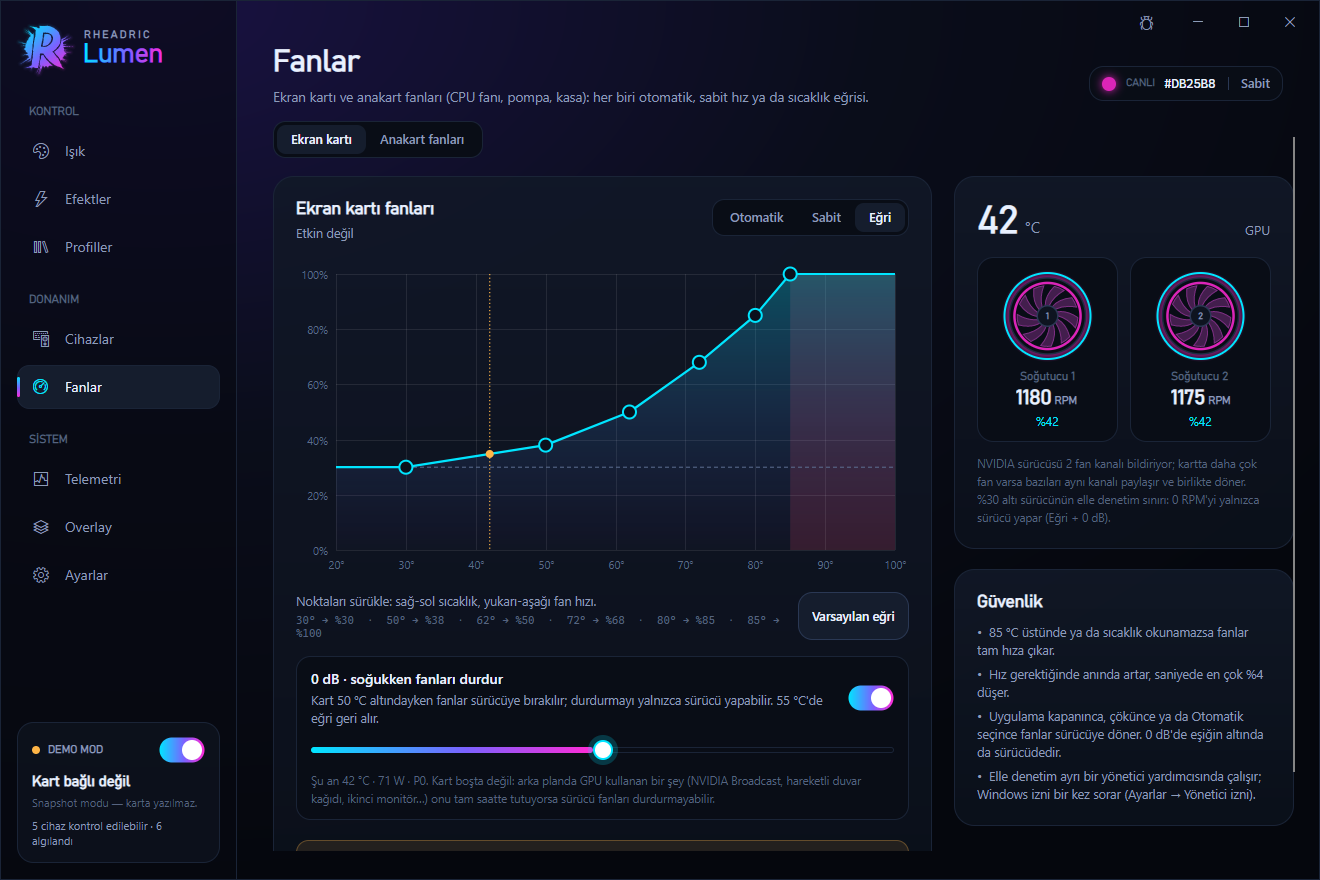 RHEADRIC
Lumen
KONTROL
Işık
Efektler
Profiller
DONANIM
Cihazlar
Fanlar
SİSTEM
Telemetri
Overlay
Ayarlar
DEMO MOD
Kart bağlı değil
Snapshot modu — karta yazılmaz.
5 cihaz kontrol edilebilir · 6
algılandı
Fanlar
Ekran kartı ve anakart fanları (CPU fanı, pompa, kasa): her biri otomatik, sabit hız ya da sıcaklık eğrisi.
CANLI #DB25B8 Sabit
Ekran kartı Anakart fanları
Ekran kartı fanları
Etkin değil
Otomatik Sabit Eğri
100%
80%
60%
40%
20%
0%
20° 30° 40° 50° 60° 70° 80° 90° 100°
Noktaları sürükle: sağ-sol sıcaklık, yukarı-aşağı fan hızı.
30° → %30 · 50° → %38 · 62° → %50 · 72° → %68 · 80° → %85 · 85° →
%100
Varsayılan eğri
0 dB · soğukken fanları durdur
Kart 50 °C altındayken fanlar sürücüye bırakılır; durdurmayı yalnızca sürücü yapabilir. 55 °C'de
eğri geri alır.
Şu an 42 °C · 71 W · P0. Kart boşta değil: arka planda GPU kullanan bir şey (NVIDIA Broadcast, hareketli duvar
kağıdı, ikinci monitör...) onu tam saatte tutuyorsa sürücü fanları durdurmayabilir.
42 °C
GPU
1
Soğutucu 1
1180 RPM
%42
2
Soğutucu 2
1175 RPM
%42
NVIDIA sürücüsü 2 fan kanalı bildiriyor; kartta daha çok
fan varsa bazıları aynı kanalı paylaşır ve birlikte döner.
%30 altı sürücünün elle denetim sınırı: 0 RPM'yi yalnızca
sürücü yapar (Eğri + 0 dB).
Güvenlik
• 85 °C üstünde ya da sıcaklık okunamazsa fanlar
tam hıza çıkar.
• Hız gerektiğinde anında artar, saniyede en çok %4
düşer.
• Uygulama kapanınca, çökünce ya da Otomatik
seçince fanlar sürücüye döner. 0 dB'de eşiğin altında
da sürücüdedir.
• Elle denetim ayrı bir yönetici yardımcısında çalışır;
Windows izni bir kez sorar (Ayarlar → Yönetici izni).